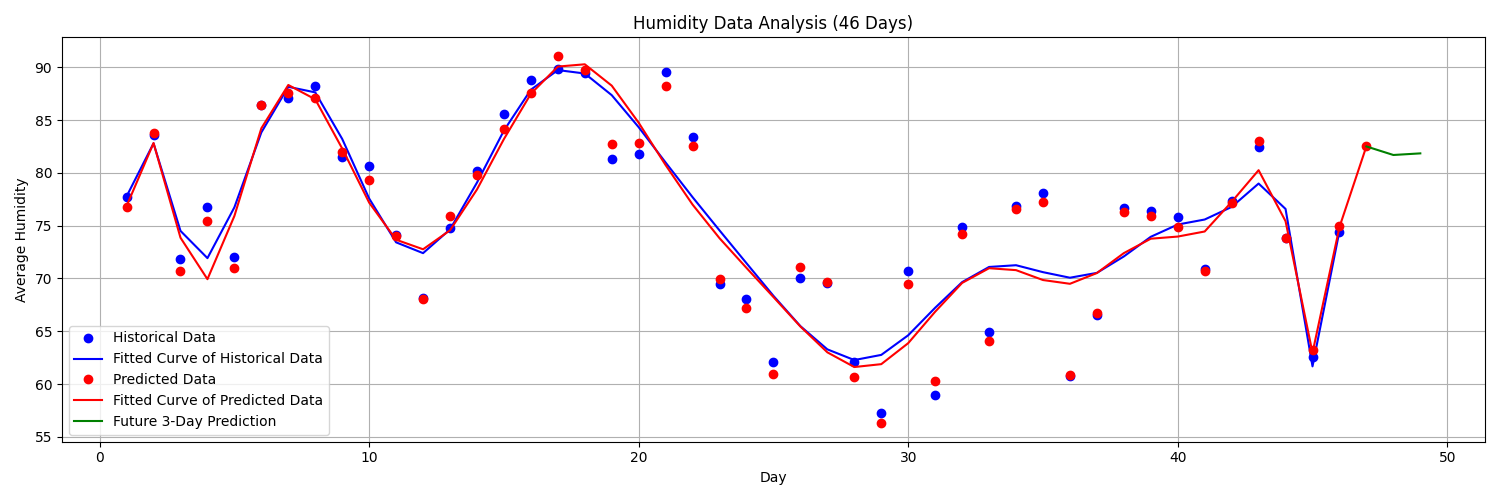 Humidity Data Analysis (46 Days)
Average Humidity
90
85
80
75
70
65
60
55
Historical Data
Fitted Curve of Historical Data
Predicted Data
Fitted Curve of Predicted Data
Future 3-Day Prediction
0 10 20 30 40 50
Day